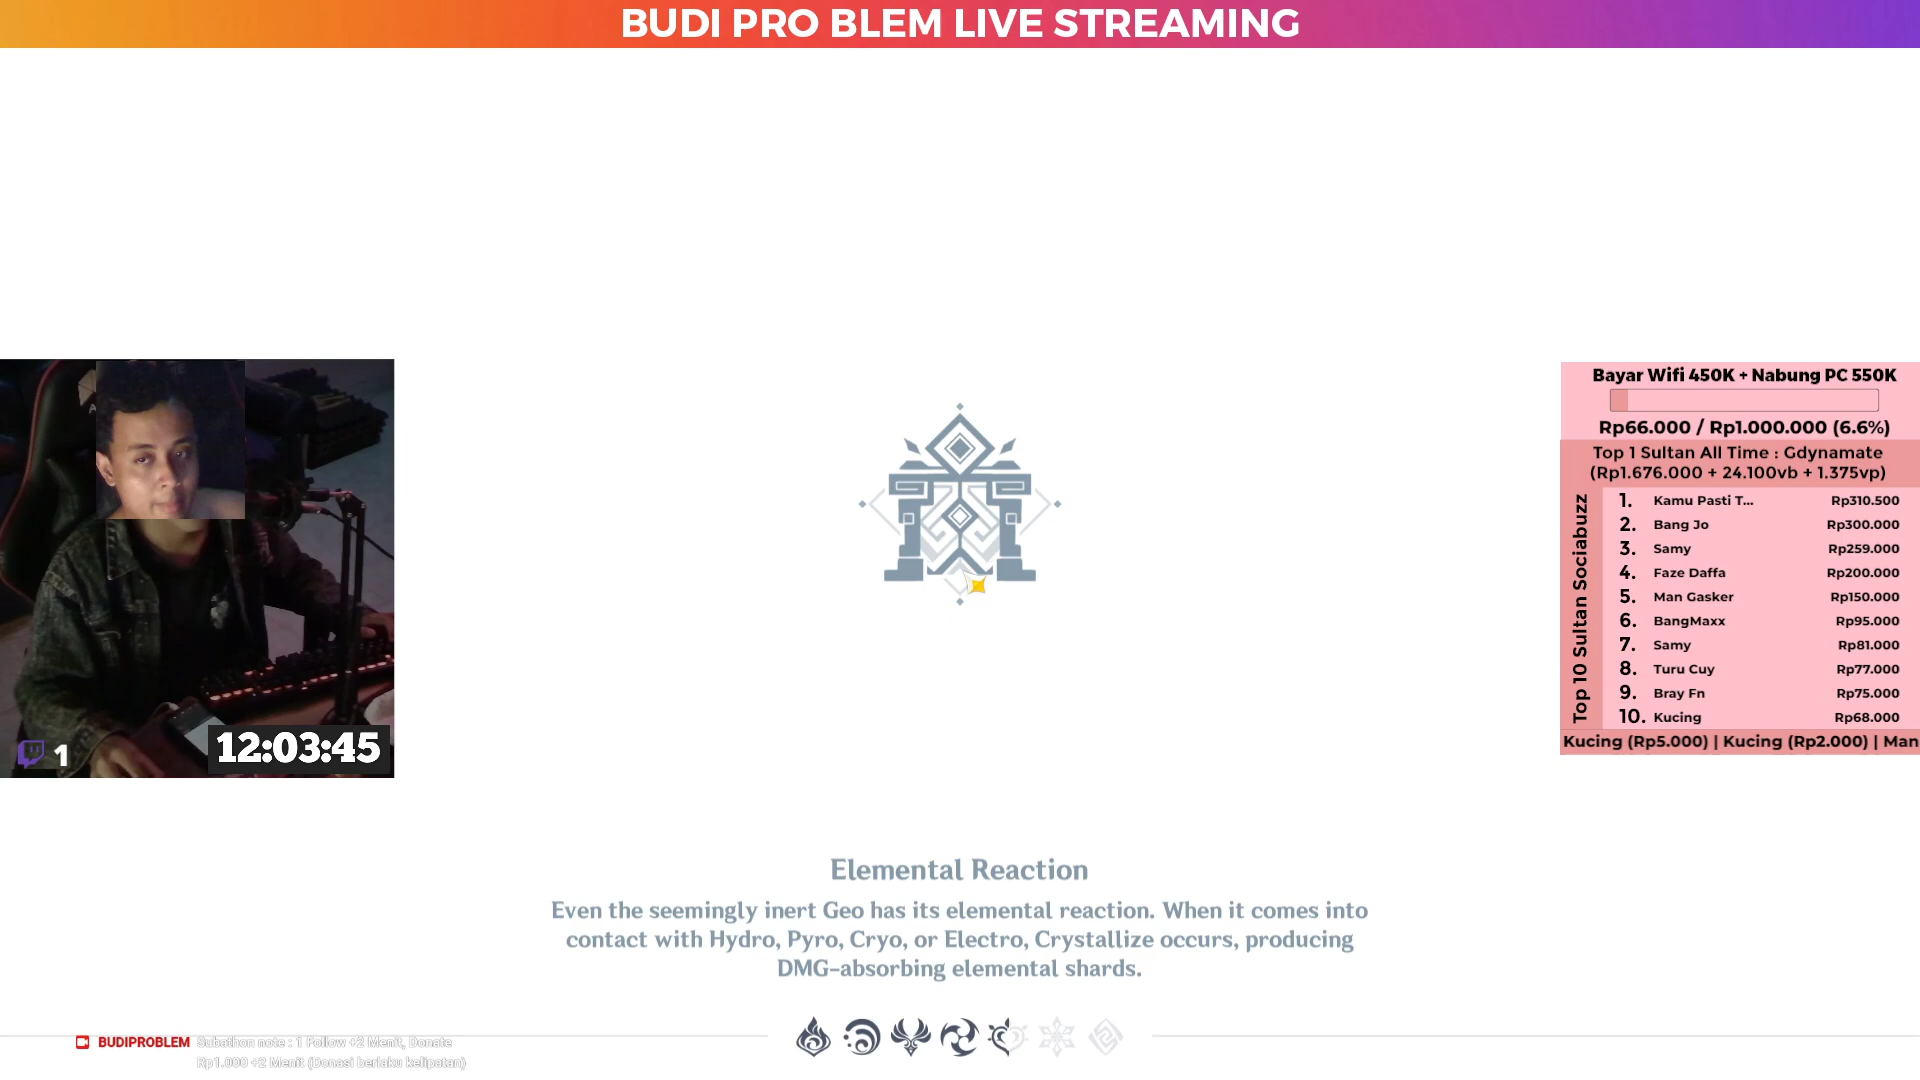 BUDI PRO BLEM LIVE STREAMING
1
12:03:45
Bayar Wifi 450K + Nabung PC 550K
Rp66.000 / Rp1.000.000 (6.6%)
Top 1 Sultan All Time : Gdynamate
(Rp1.676.000 + 24.100vb + 1.375vp)
Top 10 Sultan Sociabuzz
1. Kamu Pasti T... Rp310.500
2. Bang Jo Rp300.000
3. Samy Rp259.000
4. Faze Daffa Rp200.000
5. Man Gasker Rp150.000
6. BangMaxx Rp95.000
7. Samy Rp81.000
8. Turu Cuy Rp77.000
9. Bray Fn Rp75.000
10. Kucing Rp68.000
Kucing (Rp5.000) | Kucing (Rp2.000) | Man
Elemental Reaction
Even the seemingly inert Geo has its elemental reaction. When it comes into
contact with Hydro, Pyro, Cryo, or Electro, Crystallize occurs, producing
DMG-absorbing elemental shards.
BUDIPROBLEM Subathon note : 1 Follow +2 Menit, Donate
Rp1.000 +2 Menit (Donasi berlaku kelipatan)